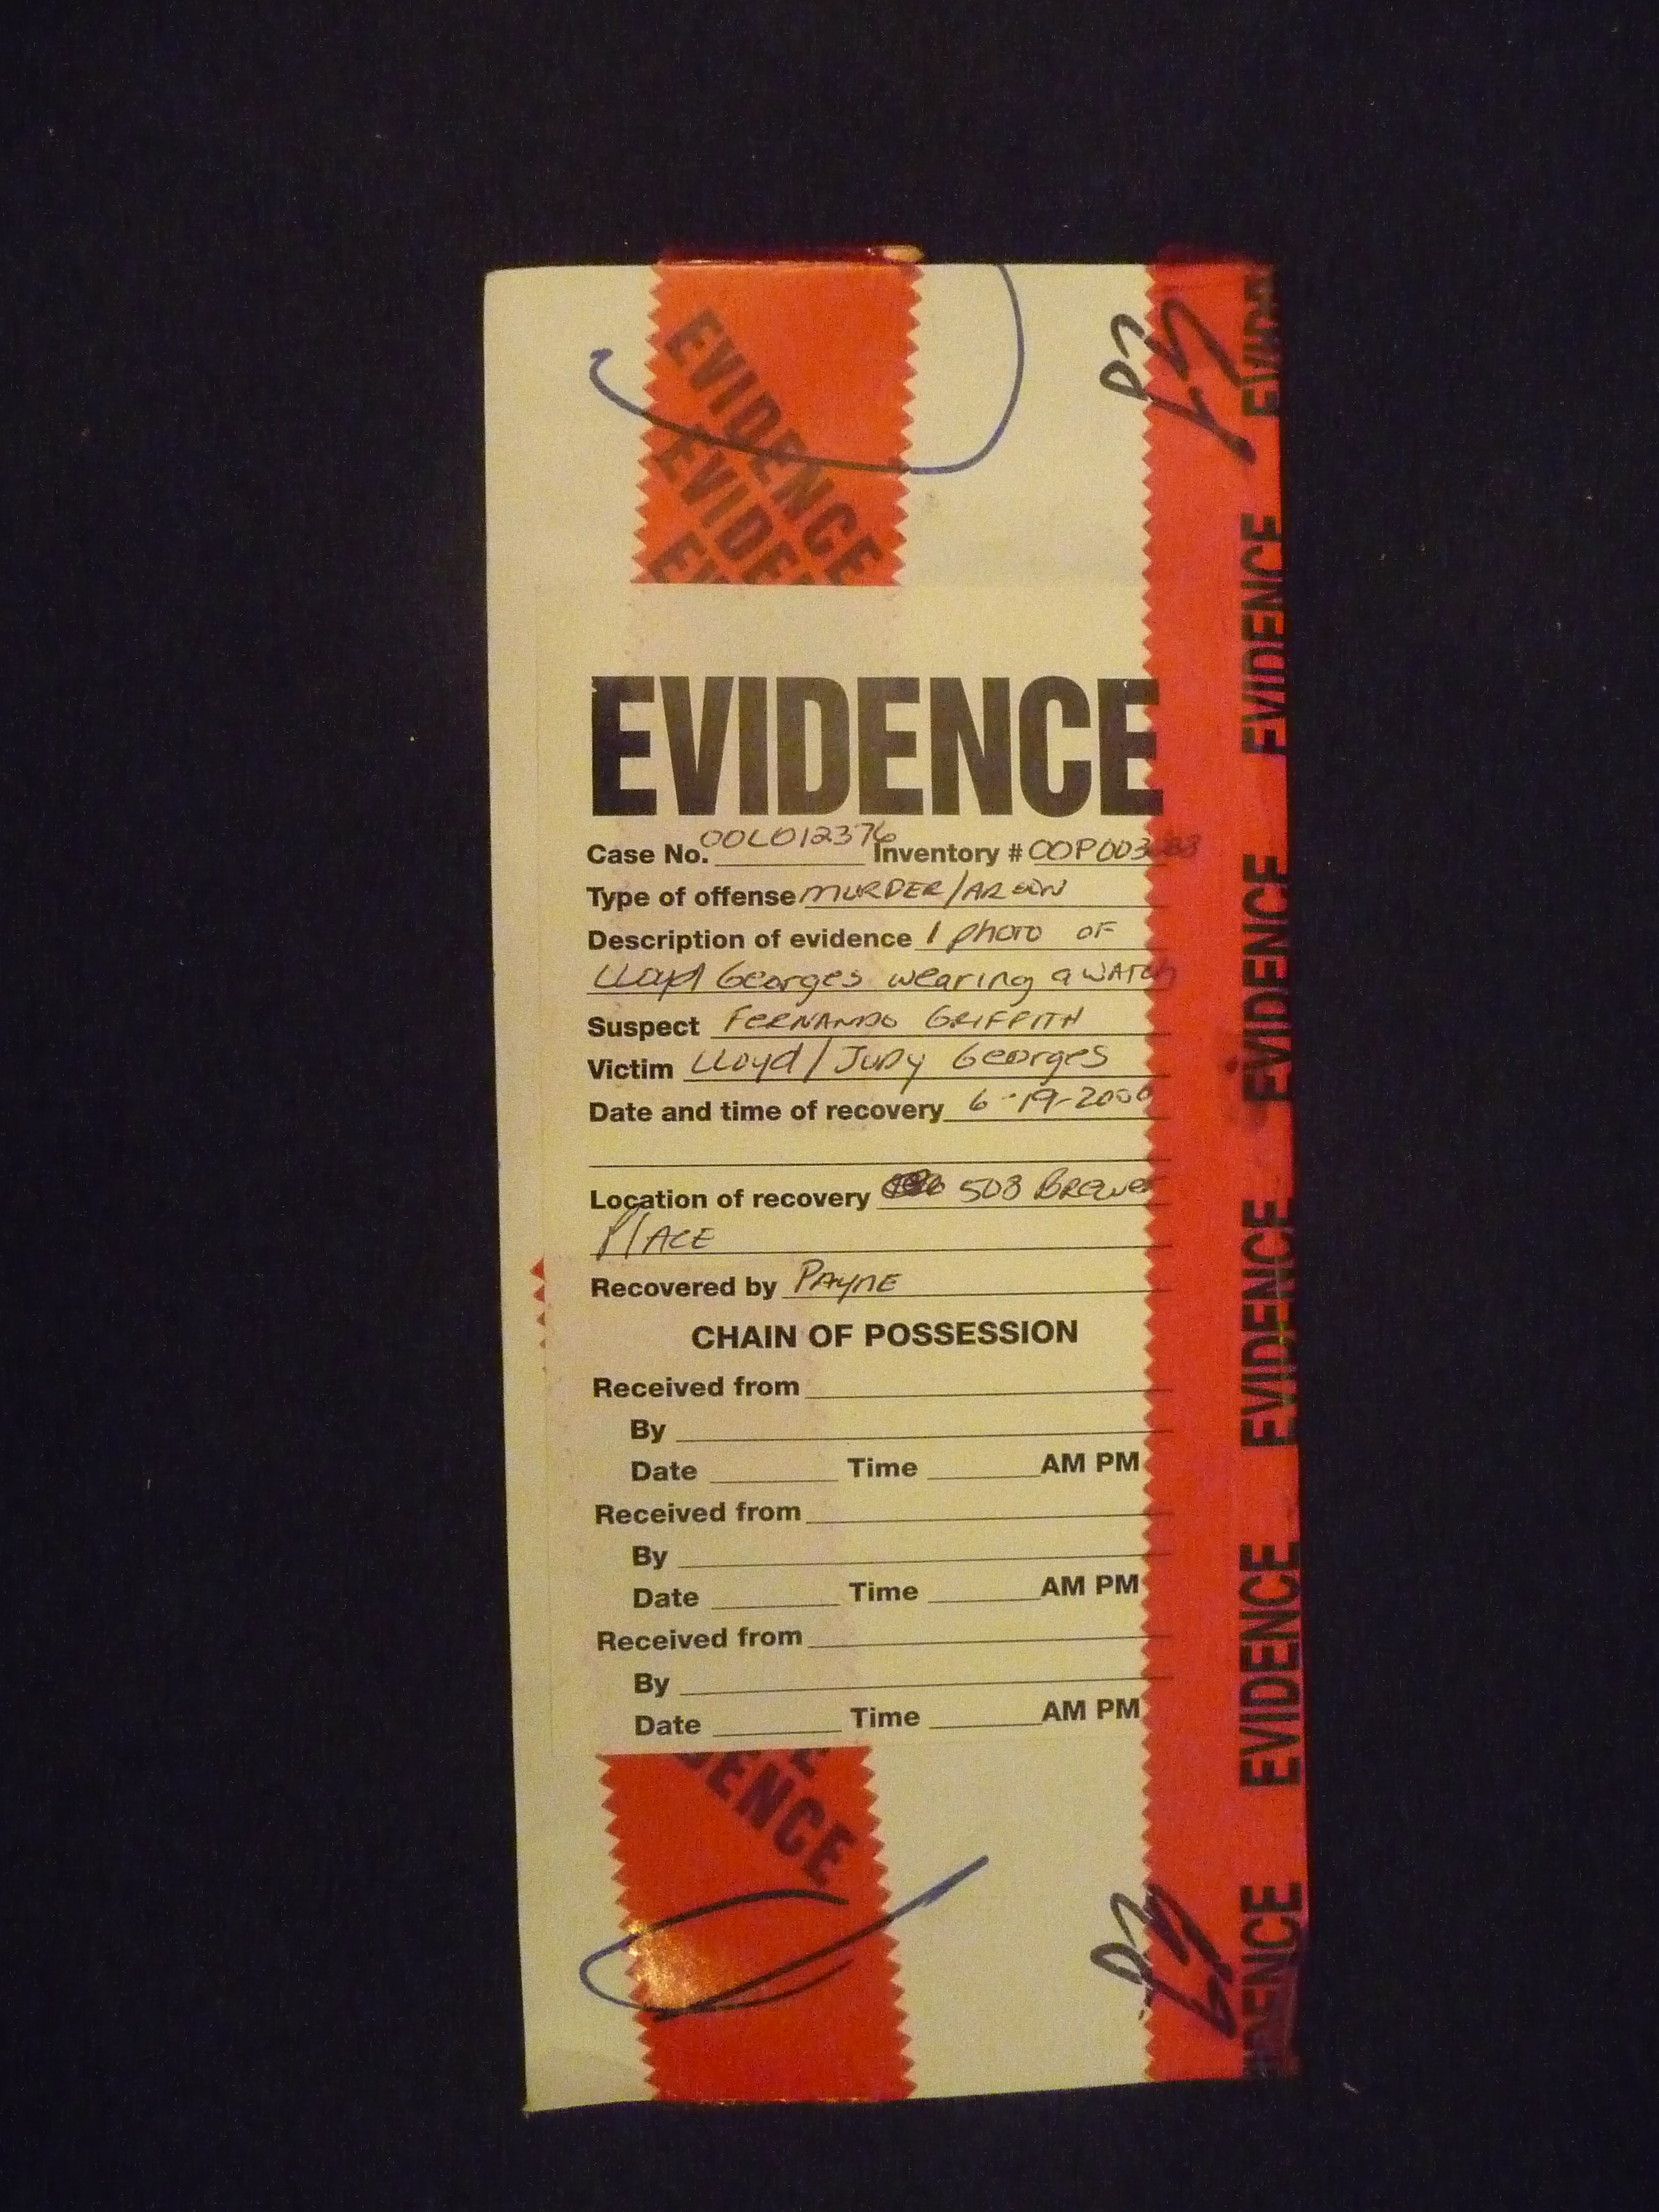 EVIDENCE
EVIDENCE
EVIDENCE
Case No. 00L012376 Inventory # 00P003
Type of offense MURDER/ARSON
Description of evidence 1 photo OF
Lloyd Georges wearing a WATCH
Suspect FERNANDO GRIFFITH
Victim LLoyd/JUDY Georges
Date and time of recovery 6-19-2000
Location of recovery 508 BREWER
PLACE
Recovered by PAYNE
CHAIN OF POSSESSION
Received from
By
Date Time AM PM
Received from
By
Date Time AM PM
Received from
By
Date Time AM PM
DENCE
EVIDENCE
EVIDENCE
EVIDENCE
EVIDENCE
EVIDENCE
EVIDENCE